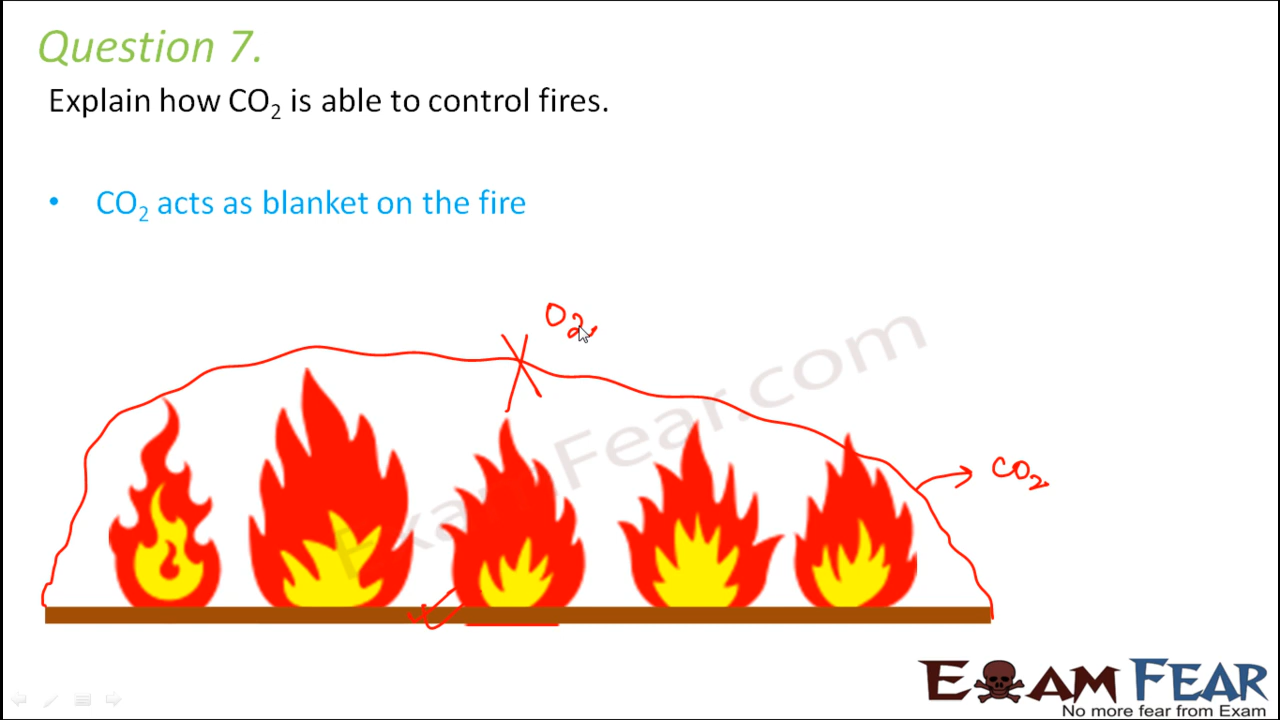 Question 7.
Explain how CO₂ is able to control fires.
• CO₂ acts as blanket on the fire
O₂
CO₂
ExamFear.com
EXAM FEAR
No more fear from Exam